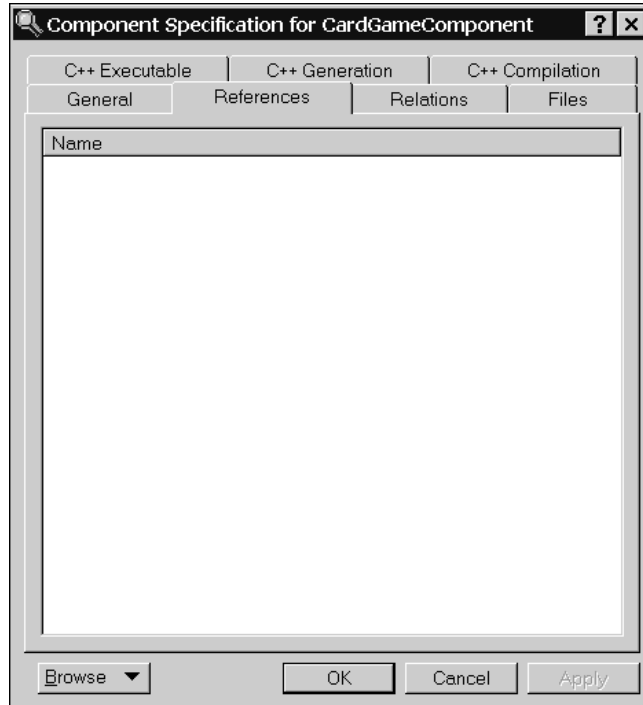 Component Specification for CardGameComponent ? ×
C++ Executable C++ Generation C++ Compilation
General References Relations Files
Name
Browse OK Cancel Apply